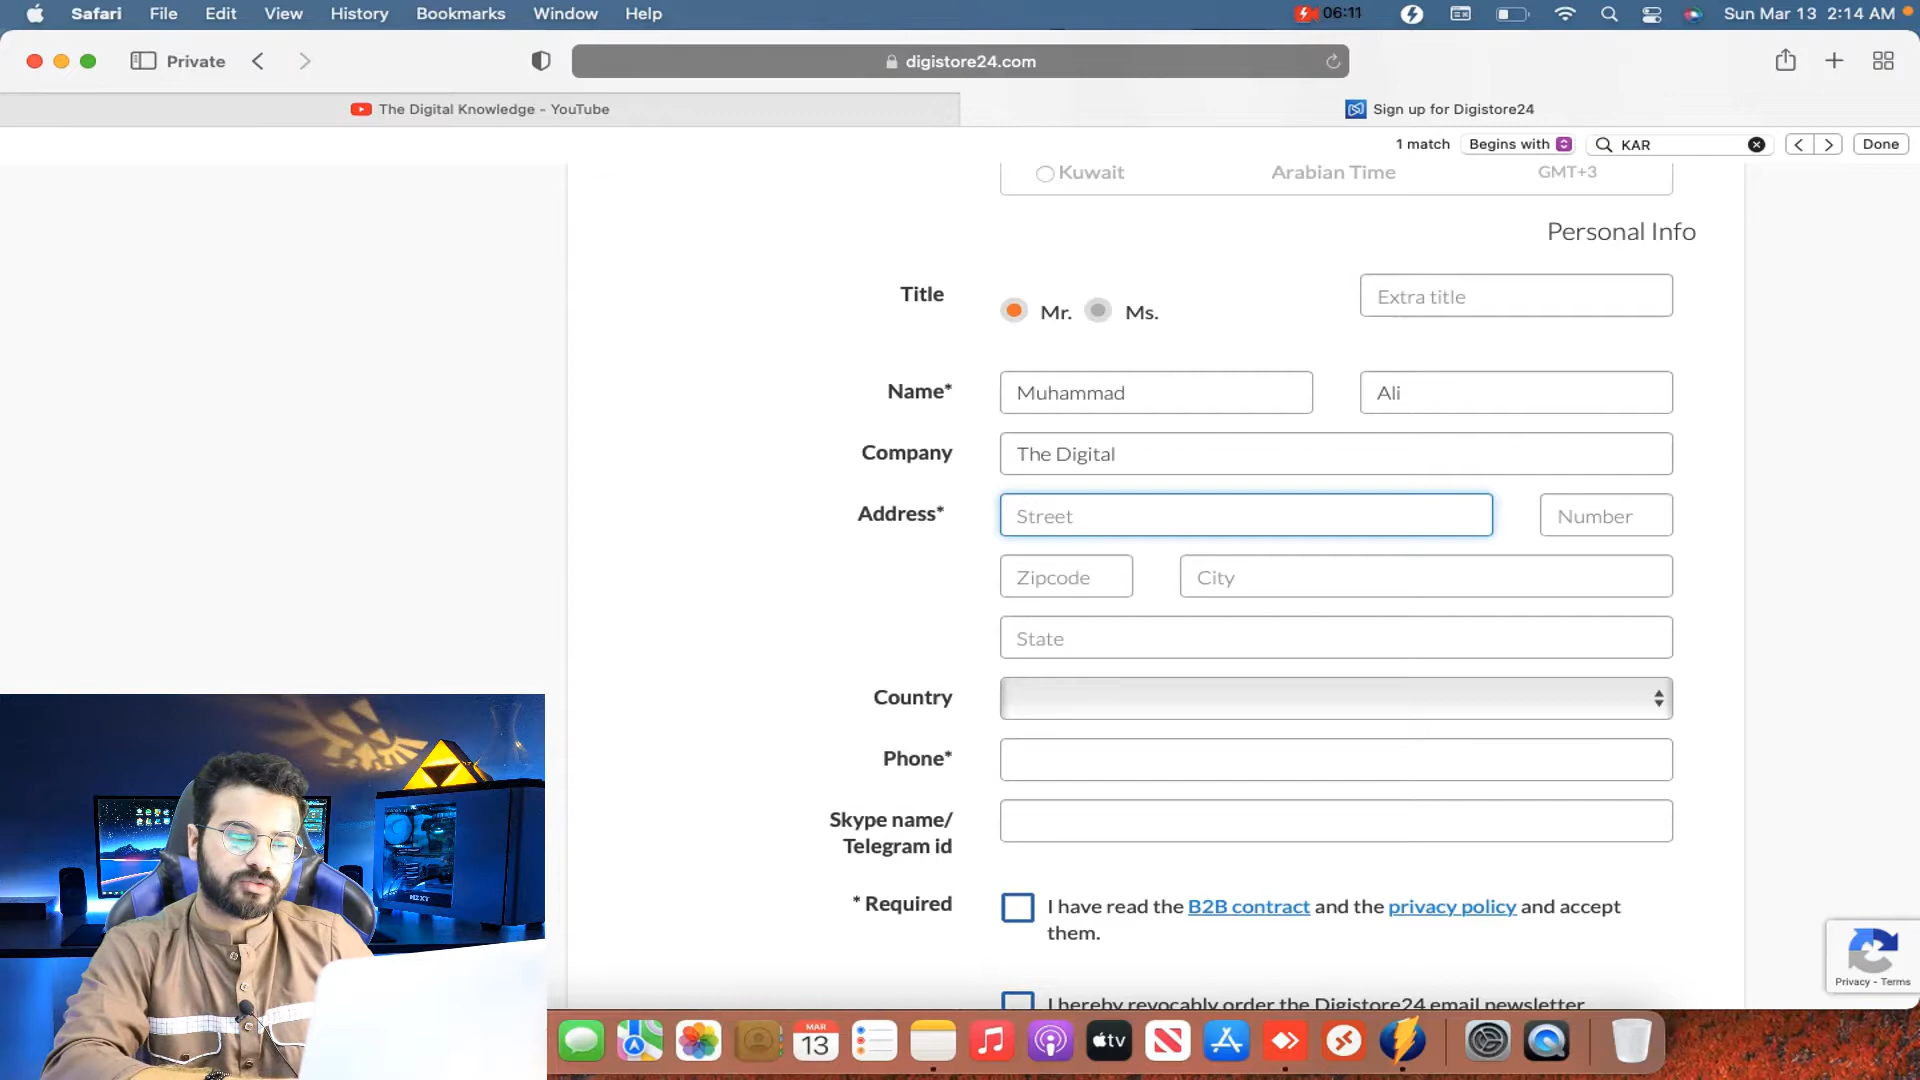 Safari File Edit View History Bookmarks Window Help 06:11 Sun Mar 13 2:14 AM
Private digistore24.com
The Digital Knowledge - YouTube Sign up for Digistore24
1 match Begins with KAR Done
Kuwait Arabian Time GMT+3
Personal Info
Title Mr. Ms. Extra title
Name* Muhammad Ali
Company The Digital
Address* Street Number
Zipcode City
State
Country
Phone*
Skype name/
Telegram id
* Required I have read the B2B contract and the privacy policy and accept
them.
I hereby revocably order the Digistore24 email newsletter
Privacy - Terms
MAR
13
tv
NZXT